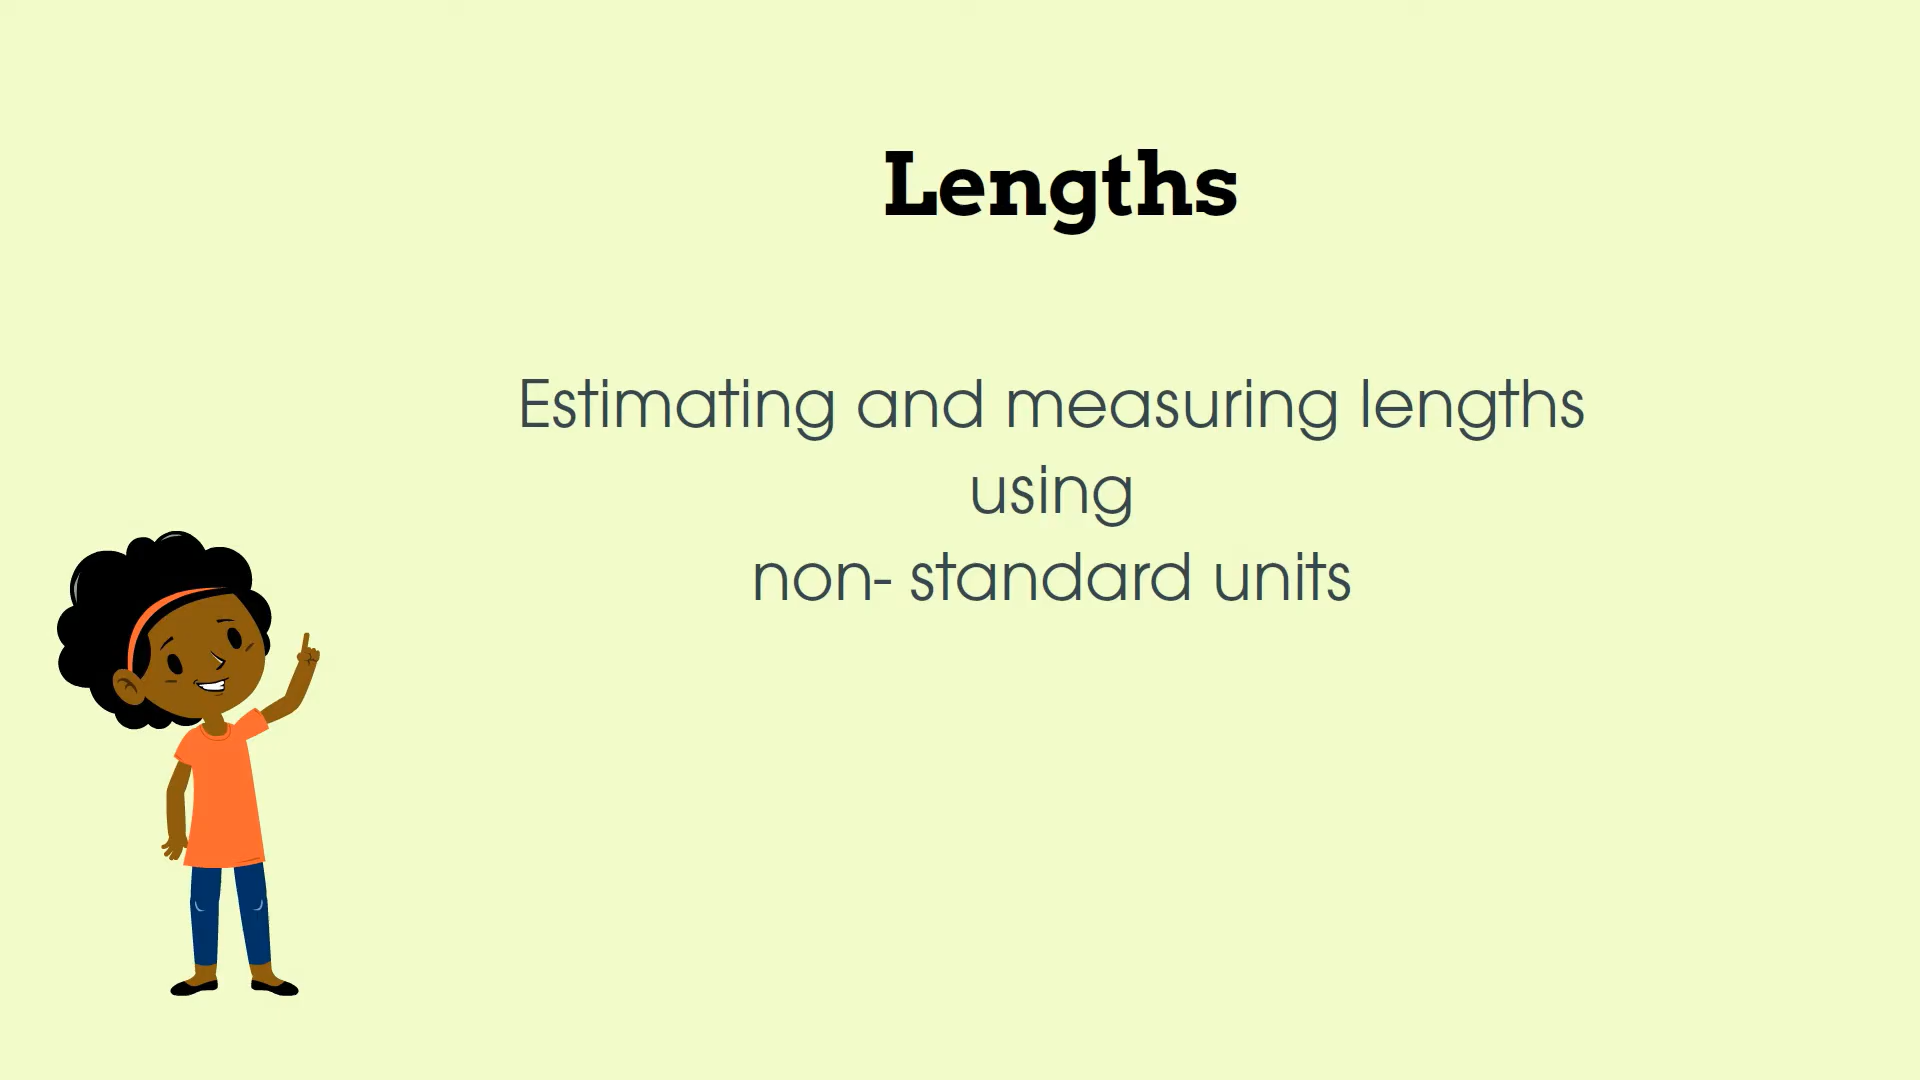 Lengths
Estimating and measuring lengths
using
non- standard units